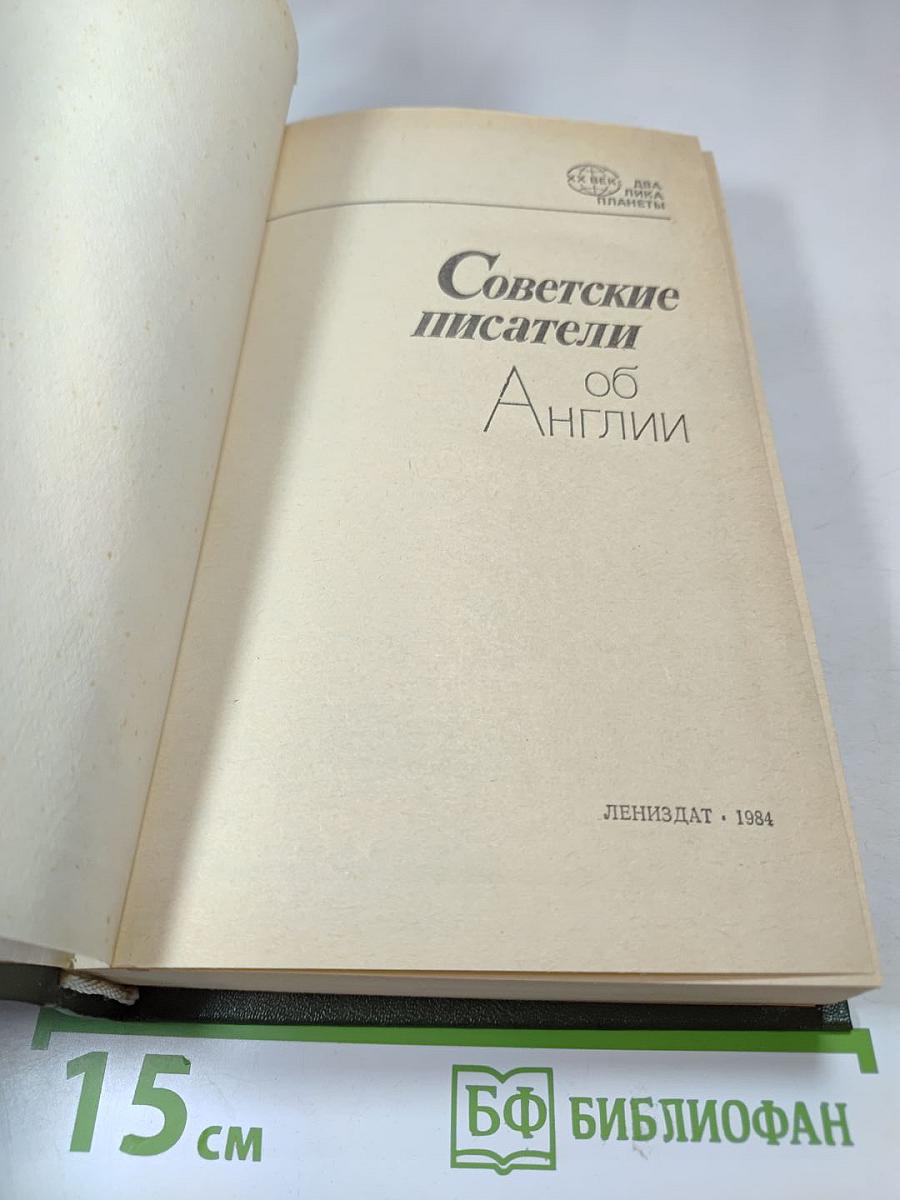 XX ВЕК: ДВА
ЛИКА
ПЛАНЕТЫ
Советские
писатели
об
Англии
ЛЕНИЗДАТ • 1984
15 см
БФ БИБЛИОФАН